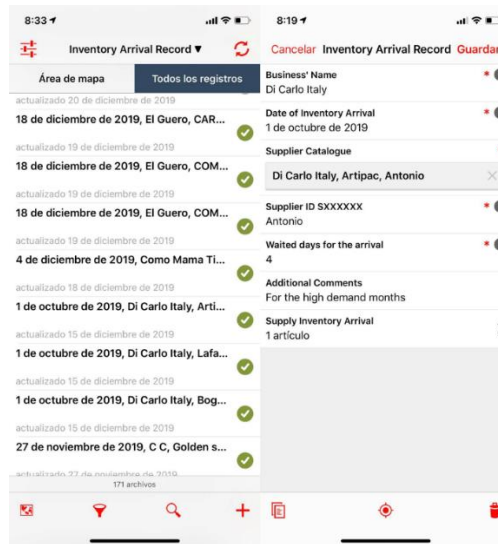 8:33
Inventory Arrival Record ▼
Área de mapa
Todos los registros
actualizado 20 de diciembre de 2019
18 de diciembre de 2019, El Guero, CAR...
actualizado 19 de diciembre de 2019
18 de diciembre de 2019, El Guero, COM...
actualizado 19 de diciembre de 2019
18 de diciembre de 2019, El Guero, COM...
actualizado 19 de diciembre de 2019
4 de diciembre de 2019, Como Mama Ti...
actualizado 18 de diciembre de 2019
1 de octubre de 2019, Di Carlo Italy, Arti...
actualizado 15 de diciembre de 2019
1 de octubre de 2019, Di Carlo Italy, Lafa...
actualizado 15 de diciembre de 2019
1 de octubre de 2019, Di Carlo Italy, Bog...
actualizado 15 de diciembre de 2019
27 de noviembre de 2019, C C, Golden s...
actualizado 27 de noviembre de 2019
171 archivos
8:19
Cancelar Inventory Arrival Record Guardar
Business' Name *
Di Carlo Italy
Date of Inventory Arrival *
1 de octubre de 2019
Supplier Catalogue
Di Carlo Italy, Artipac, Antonio
Supplier ID SXXXXXX *
Antonio
Waited days for the arrival *
4
Additional Comments
For the high demand months
Supply Inventory Arrival
1 artículo